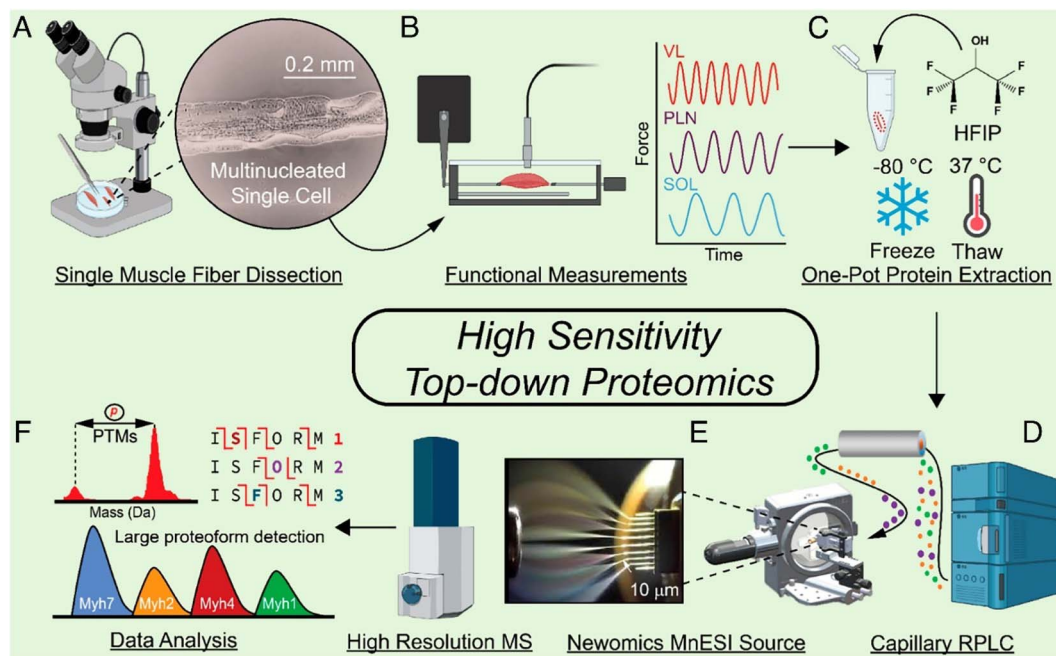 A
0.2 mm
Multinucleated
Single Cell
Single Muscle Fiber Dissection
B
VL
PLN
SOL
Force
Time
Functional Measurements
C
OH
F F
F F
F F
HFIP
-80 °C 37 °C
Freeze Thaw
One-Pot Protein Extraction
High Sensitivity
Top-down Proteomics
D
Capillary RPLC
E
10 µm
Newomics MnESI Source
High Resolution MS
F
p
PTMs
Mass (Da)
I S F O R M 1
I S F O R M 2
I S F O R M 3
Large proteoform detection
Myh7 Myh2 Myh4 Myh1
Data Analysis